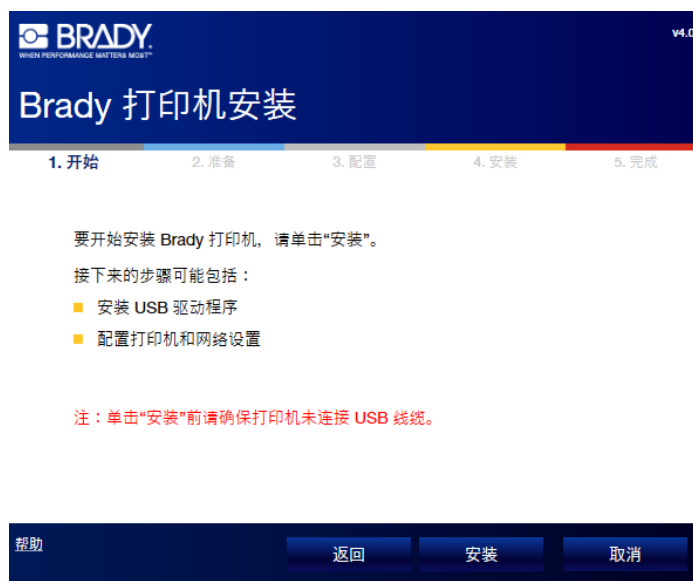 BRADY.
WHEN PERFORMANCE MATTERS MOST™
v4.0
Brady 打印机安装
1. 开始 2. 准备 3. 配置 4. 安装 5. 完成
要开始安装 Brady 打印机，请单击“安装”。
接下来的步骤可能包括：
安装 USB 驱动程序
配置打印机和网络设置
注：单击“安装”前请确保打印机未连接 USB 线缆。
帮助 返回 安装 取消